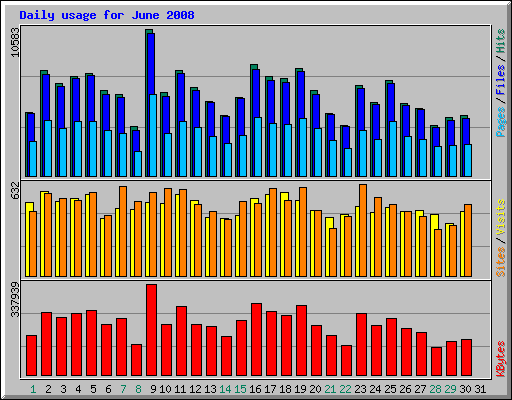 Daily usage for June 2008
10583
Pages / Files / Hits
632
Sites / Visits
337939
KBytes
1 2 3 4 5 6 7 8 9 10 11 12 13 14 15 16 17 18 19 20 21 22 23 24 25 26 27 28 29 30 31